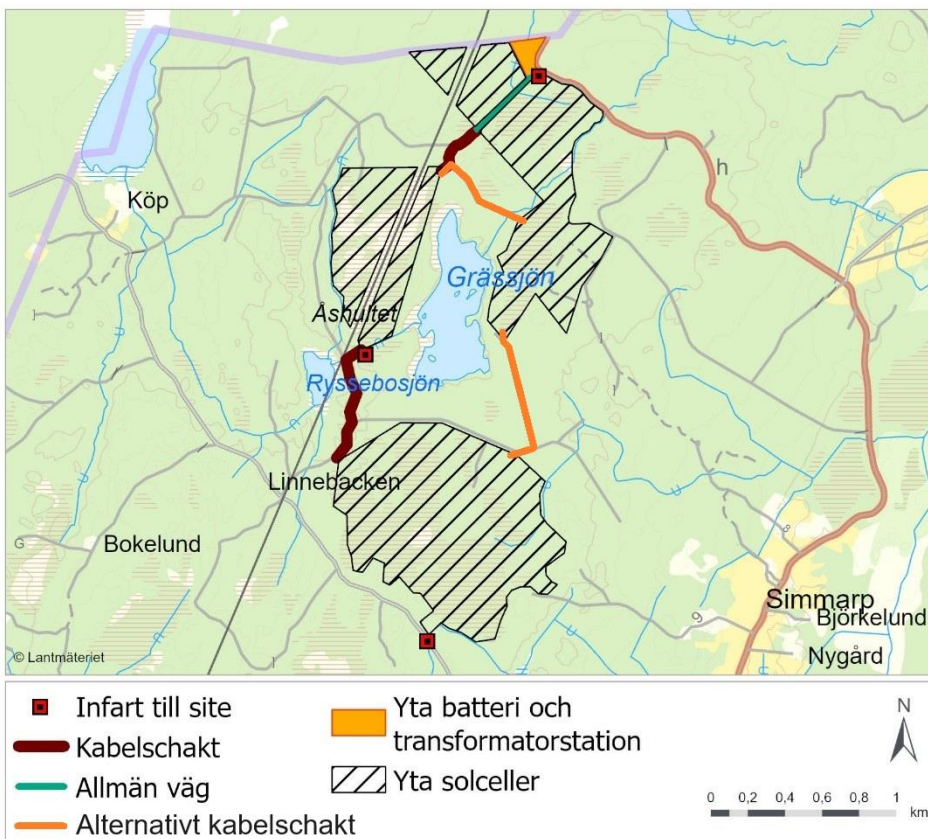 h
Köp
Grässjön
Åshultet
Ryssebosjön
Linnebacken
G
Bokelund
Simmarp
Björkelund
Nygård
© Lantmäteriet
Infart till site
Kabelschakt
Allmän väg
Alternativt kabelschakt
Yta batteri och
transformatorstation
Yta solceller
N
0 0,2 0,4 0,6 0,8 1
km